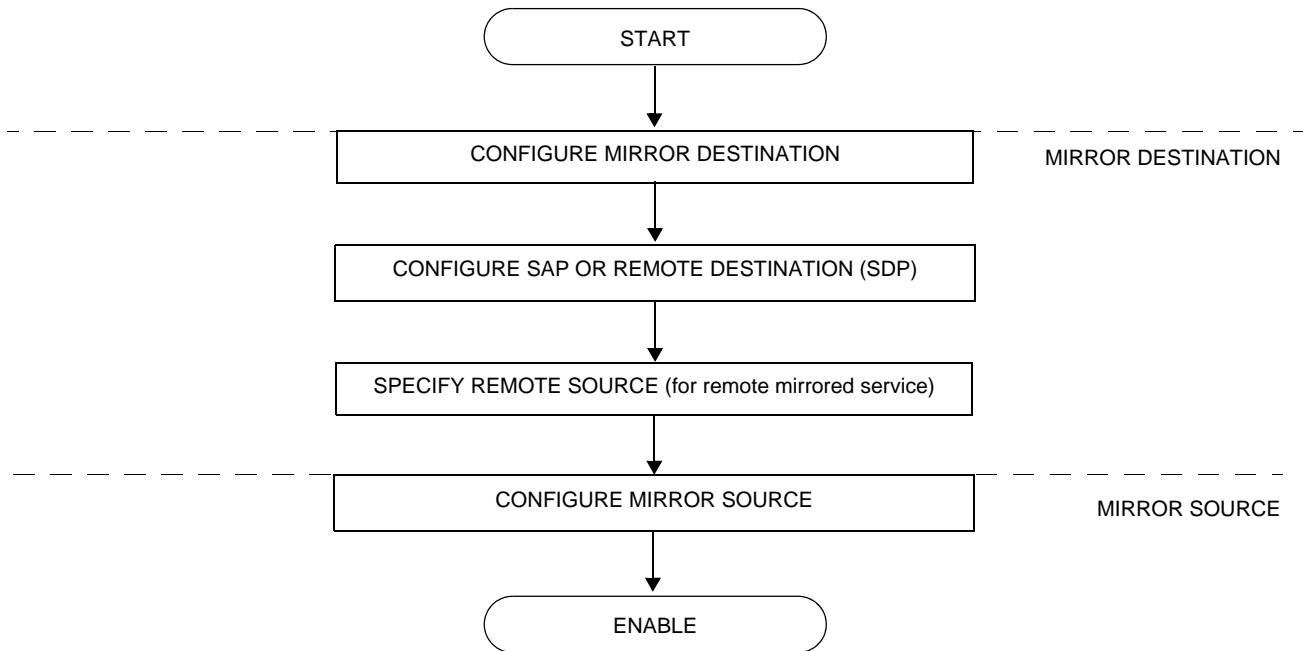 START
CONFIGURE MIRROR DESTINATION
MIRROR DESTINATION
CONFIGURE SAP OR REMOTE DESTINATION (SDP)
SPECIFY REMOTE SOURCE (for remote mirrored service)
CONFIGURE MIRROR SOURCE
MIRROR SOURCE
ENABLE